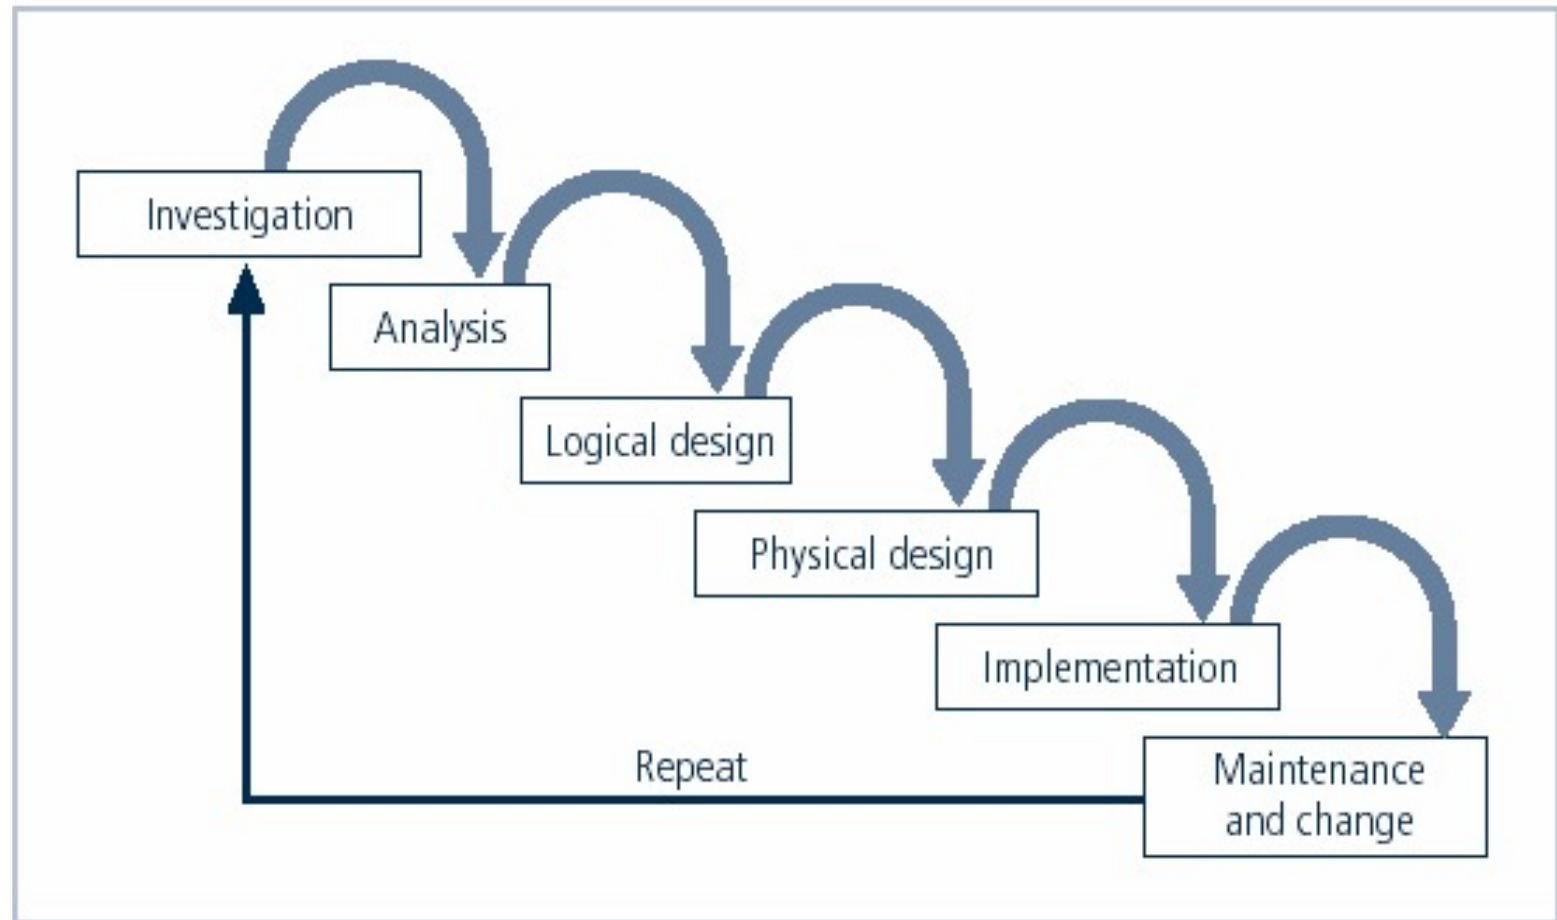 Investigation
Analysis
Logical design
Physical design
Implementation
Repeat
Maintenance
and change